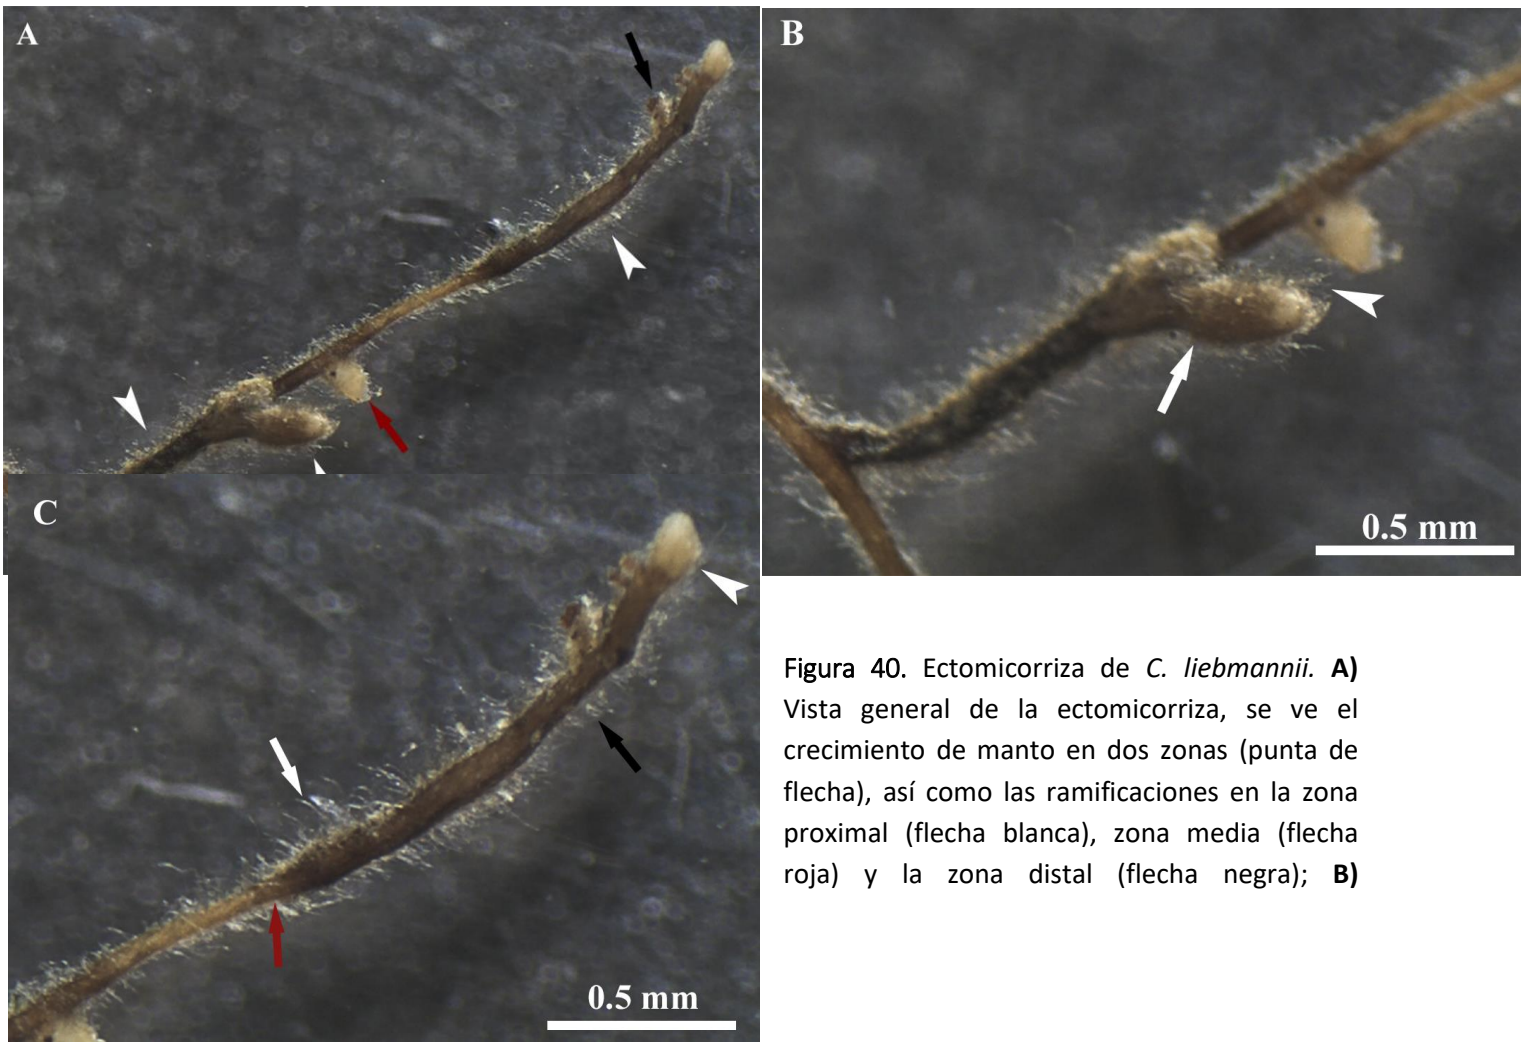 A
B
0.5 mm
C
0.5 mm
Figura 40. Ectomicorriza de C. liebmannii. A)
Vista general de la ectomicorriza, se ve el
crecimiento de manto en dos zonas (punta de
flecha), así como las ramificaciones en la zona
proximal (flecha blanca), zona media (flecha
roja) y la zona distal (flecha negra); B)